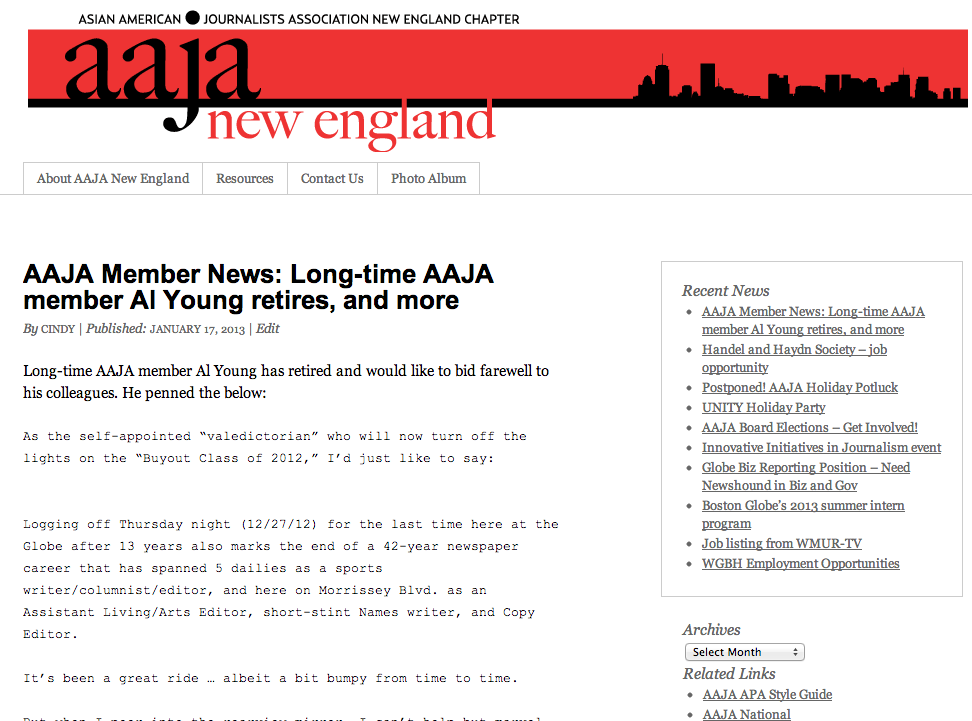 ASIAN AMERICAN ● JOURNALISTS ASSOCIATION NEW ENGLAND CHAPTER
aaja
new england
About AAJA New England
Resources
Contact Us
Photo Album
AAJA Member News: Long-time AAJA
member Al Young retires, and more
By CINDY | Published: JANUARY 17, 2013 | Edit
Long-time AAJA member Al Young has retired and would like to bid farewell to
his colleagues. He penned the below:
As the self-appointed “valedictorian” who will now turn off the
lights on the “Buyout Class of 2012,” I’d just like to say:
Logging off Thursday night (12/27/12) for the last time here at the
Globe after 13 years also marks the end of a 42-year newspaper
career that has spanned 5 dailies as a sports
writer/columnist/editor, and here on Morrissey Blvd. as an
Assistant Living/Arts Editor, short-stint Names writer, and Copy
Editor.
It’s been a great ride … albeit a bit bumpy from time to time.
But when I peer into the rearview mirror, I can’t help but marvel
Recent News
AAJA Member News: Long-time AAJA
member Al Young retires, and more
Handel and Haydn Society – job
opportunity
Postponed! AAJA Holiday Potluck
UNITY Holiday Party
AAJA Board Elections – Get Involved!
Innovative Initiatives in Journalism event
Globe Biz Reporting Position – Need
Newshound in Biz and Gov
Boston Globe's 2013 summer intern
program
Job listing from WMUR-TV
WGBH Employment Opportunities
Archives
Select Month
Related Links
AAJA APA Style Guide
AAJA National